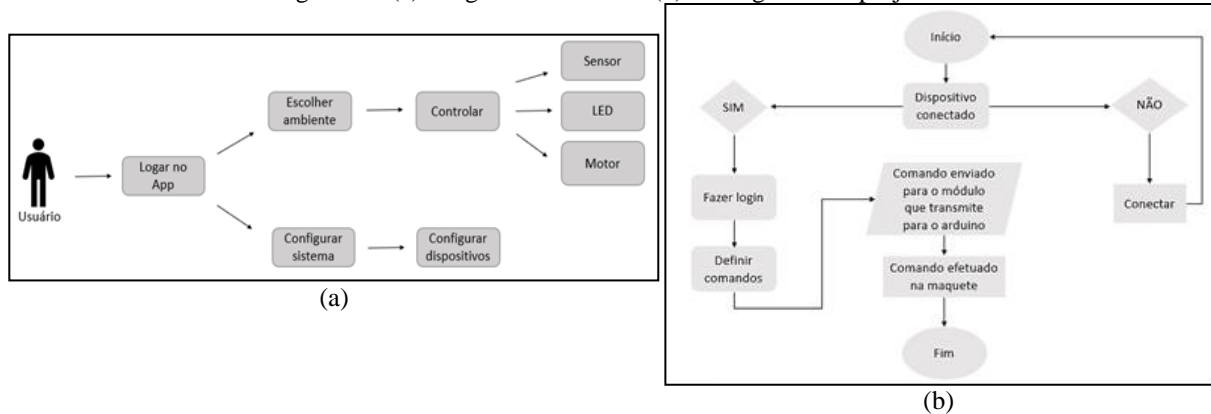 Sensor
Escolher
ambiente
Controlar
LED
Logar no
App
Motor
Usuário
Configurar
sistema
Configurar
dispositivos
(a)
Início
SIM
Dispositivo
conectado
NÃO
Fazer login
Comando enviado
para o módulo
que transmite
para o arduino
Conectar
Definir
comandos
Comando efetuado
na maquete
Fim
(b)